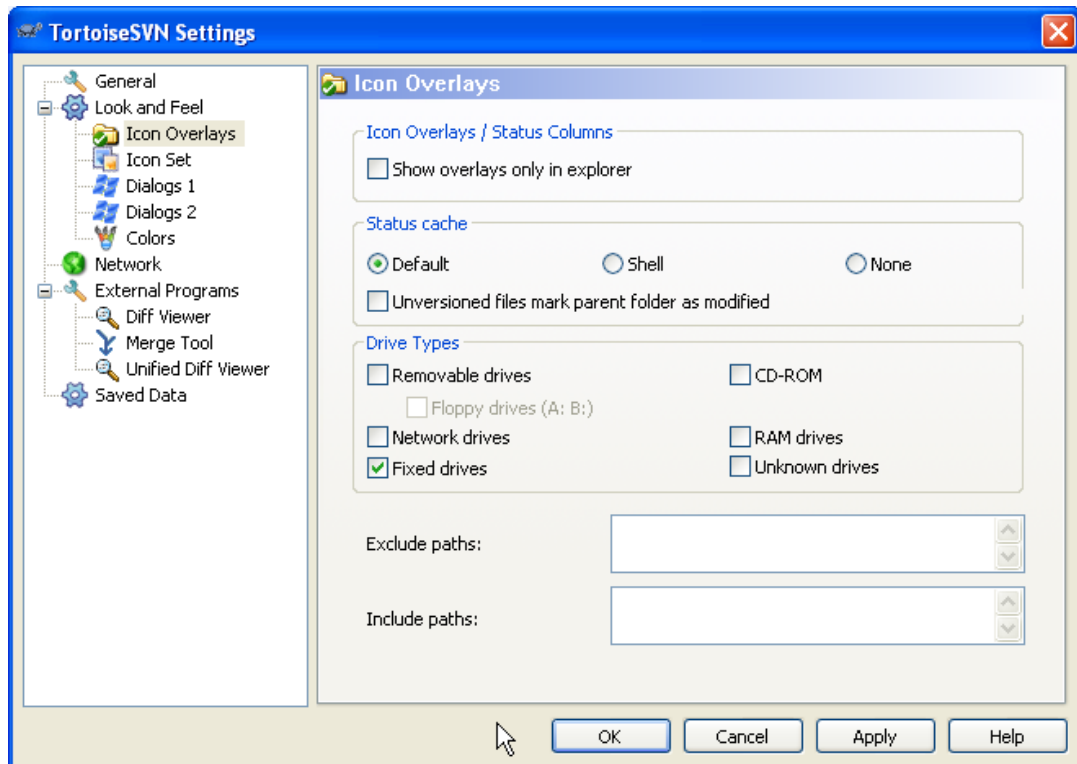 TortoiseSVN Settings
General
Look and Feel
Icon Overlays
Icon Set
Dialogs 1
Dialogs 2
Colors
Network
External Programs
Diff Viewer
Merge Tool
Unified Diff Viewer
Saved Data
Icon Overlays
Icon Overlays / Status Columns
Show overlays only in explorer
Status cache
Default Shell None
Unversioned files mark parent folder as modified
Drive Types
Removable drives CD-ROM
Floppy drives (A: B:)
Network drives RAM drives
Fixed drives Unknown drives
Exclude paths:
Include paths:
OK Cancel Apply Help